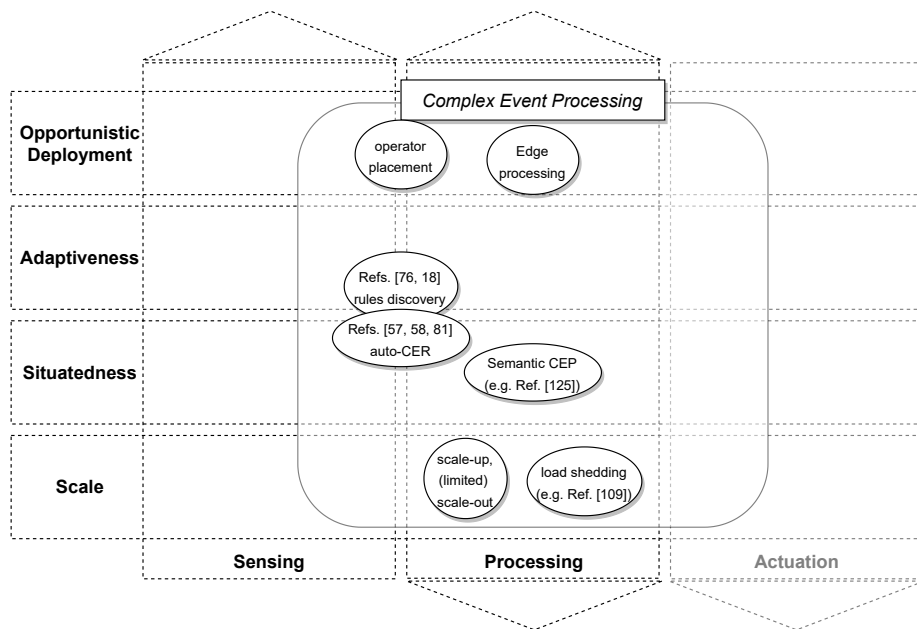 Complex Event Processing
Opportunistic
Deployment
operator
placement
Edge
processing
Adaptiveness
Refs. [76, 18]
rules discovery
Refs. [57, 58, 81]
auto-CER
Situatedness
Semantic CEP
(e.g. Ref. [125])
Scale
scale-up,
(limited)
scale-out
load shedding
(e.g. Ref. [109])
Sensing
Processing
Actuation